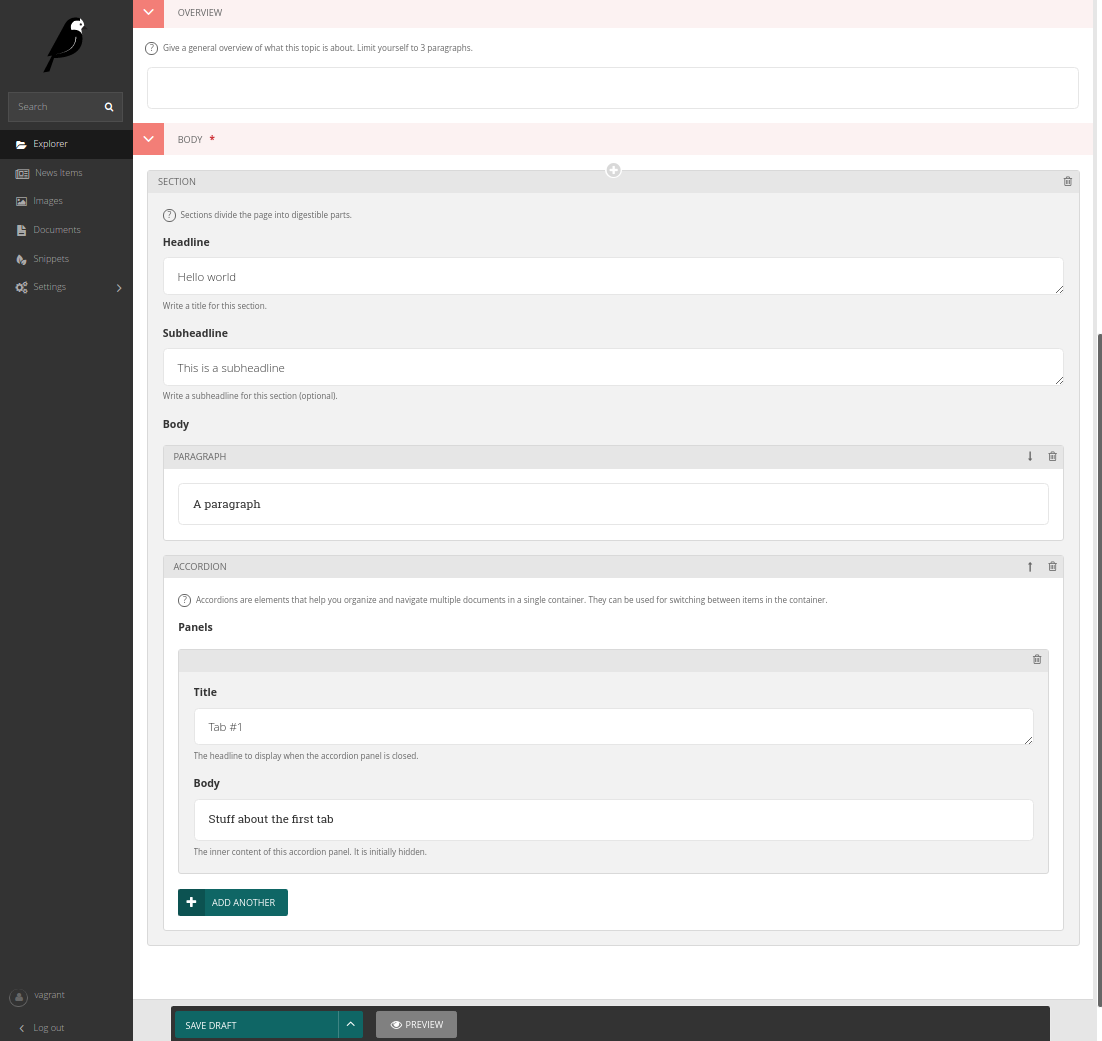 Search
Explorer
News Items
Images
Documents
Snippets
Settings
vagrant
Log out
OVERVIEW
? Give a general overview of what this topic is about. Limit yourself to 3 paragraphs.
BODY *
SECTION
? Sections divide the page into digestible parts.
Headline
Hello world
Write a title for this section.
Subheadline
This is a subheadline
Write a subheadline for this section (optional).
Body
PARAGRAPH
A paragraph
ACCORDION
? Accordions are elements that help you organize and navigate multiple documents in a single container. They can be used for switching between items in the container.
Panels
Title
Tab #1
The headline to display when the accordion panel is closed.
Body
Stuff about the first tab
The inner content of this accordion panel. It is initially hidden.
ADD ANOTHER
SAVE DRAFT
PREVIEW